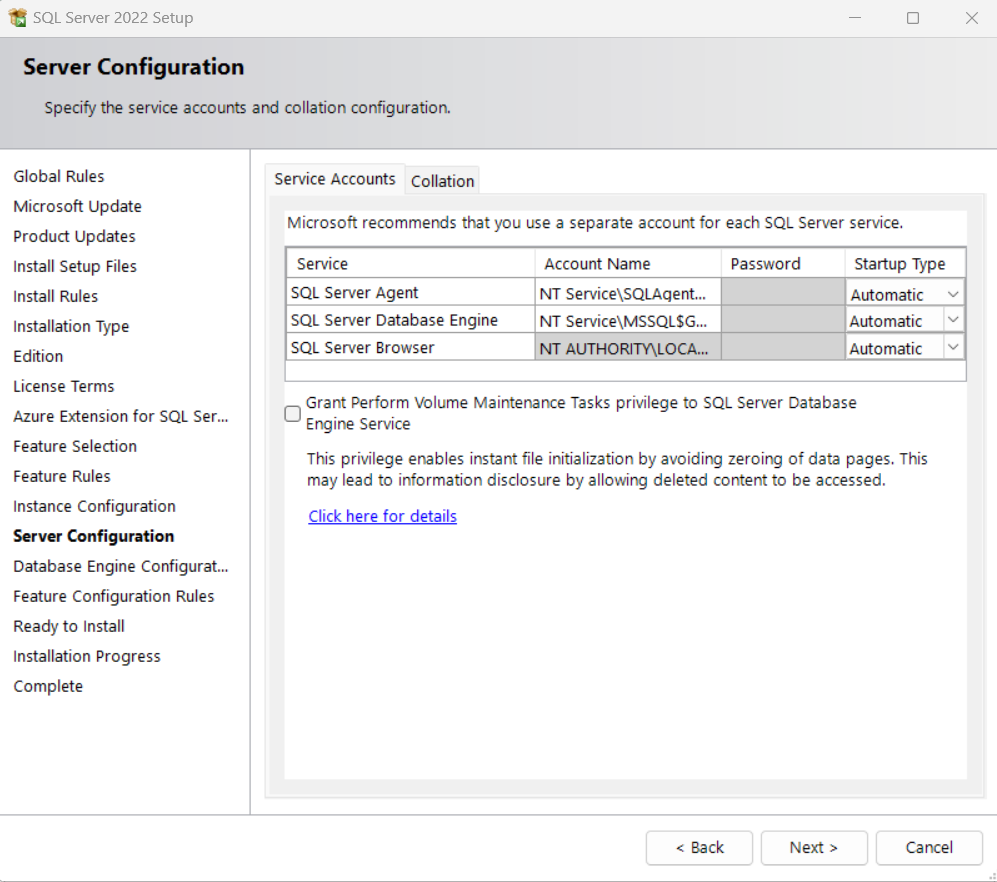 SQL Server 2022 Setup
Server Configuration
Specify the service accounts and collation configuration.
Global Rules
Microsoft Update
Product Updates
Install Setup Files
Install Rules
Installation Type
Edition
License Terms
Azure Extension for SQL Ser...
Feature Selection
Feature Rules
Instance Configuration
Server Configuration
Database Engine Configurat...
Feature Configuration Rules
Ready to Install
Installation Progress
Complete
Service Accounts Collation
Microsoft recommends that you use a separate account for each SQL Server service.
Service Account Name Password Startup Type
SQL Server Agent NT Service\SQLAgent... Automatic
SQL Server Database Engine NT Service\MSSQL$G... Automatic
SQL Server Browser NT AUTHORITY\LOCA... Automatic
Grant Perform Volume Maintenance Tasks privilege to SQL Server Database
Engine Service
This privilege enables instant file initialization by avoiding zeroing of data pages. This
may lead to information disclosure by allowing deleted content to be accessed.
Click here for details
< Back Next > Cancel